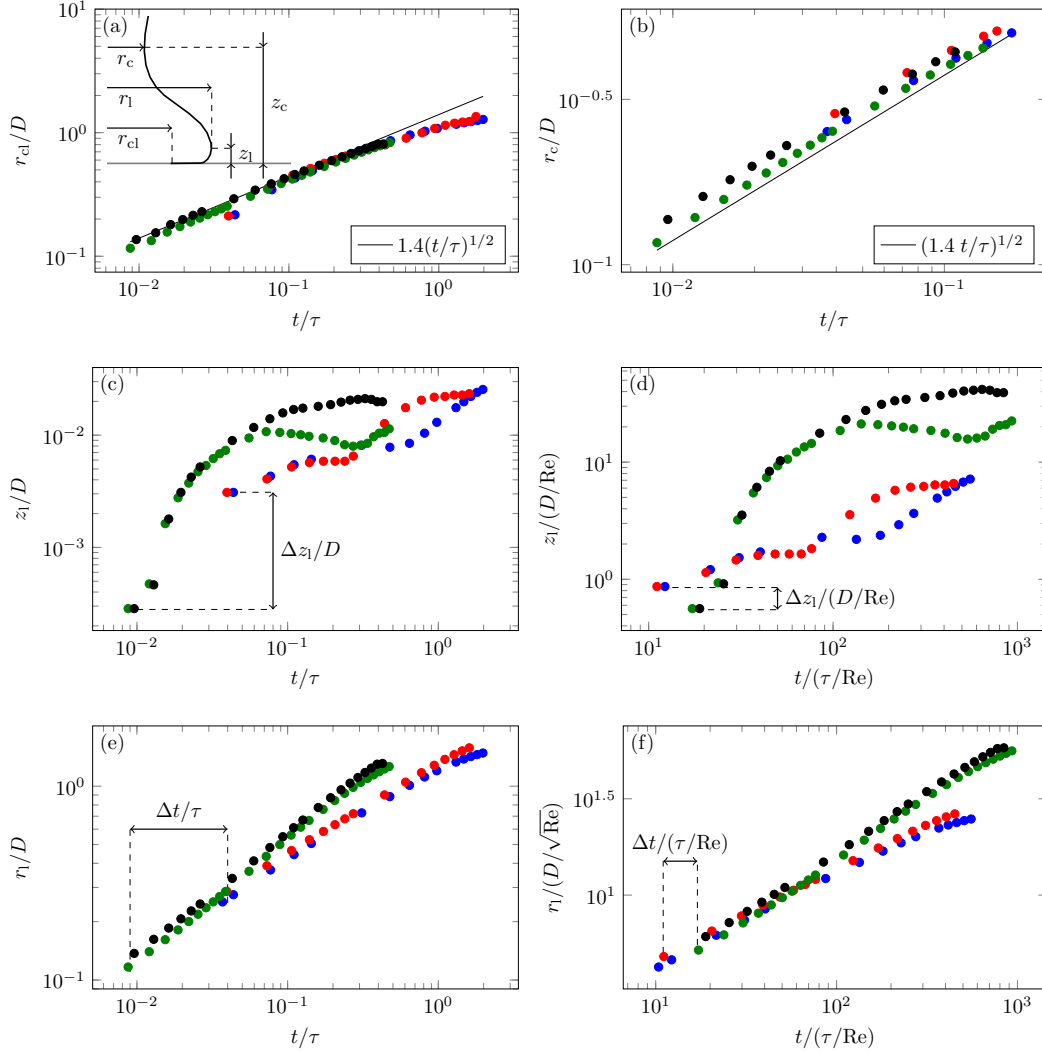 (a)
10^1
10^0
10^{-1}
r_cl/D
r_c
r_l
r_cl
z_c
z_l
1.4(t/τ)^{1/2}
10^{-2}
10^{-1}
10^0
t/τ
(b)
10^{-0.5}
10^{-1}
r_c/D
(1.4 t/τ)^{1/2}
10^{-2}
10^{-1}
t/τ
(c)
10^{-2}
10^{-3}
z_l/D
Δz_l/D
10^{-2}
10^{-1}
10^0
t/τ
(d)
10^1
10^0
z_l/(D/Re)
Δz_l/(D/Re)
10^1
10^2
10^3
t/(τ/Re)
(e)
10^0
10^{-1}
r_l/D
Δt/τ
10^{-2}
10^{-1}
10^0
t/τ
(f)
10^{1.5}
10^1
r_l/(D/√Re)
Δt/(τ/Re)
10^1
10^2
10^3
t/(τ/Re)